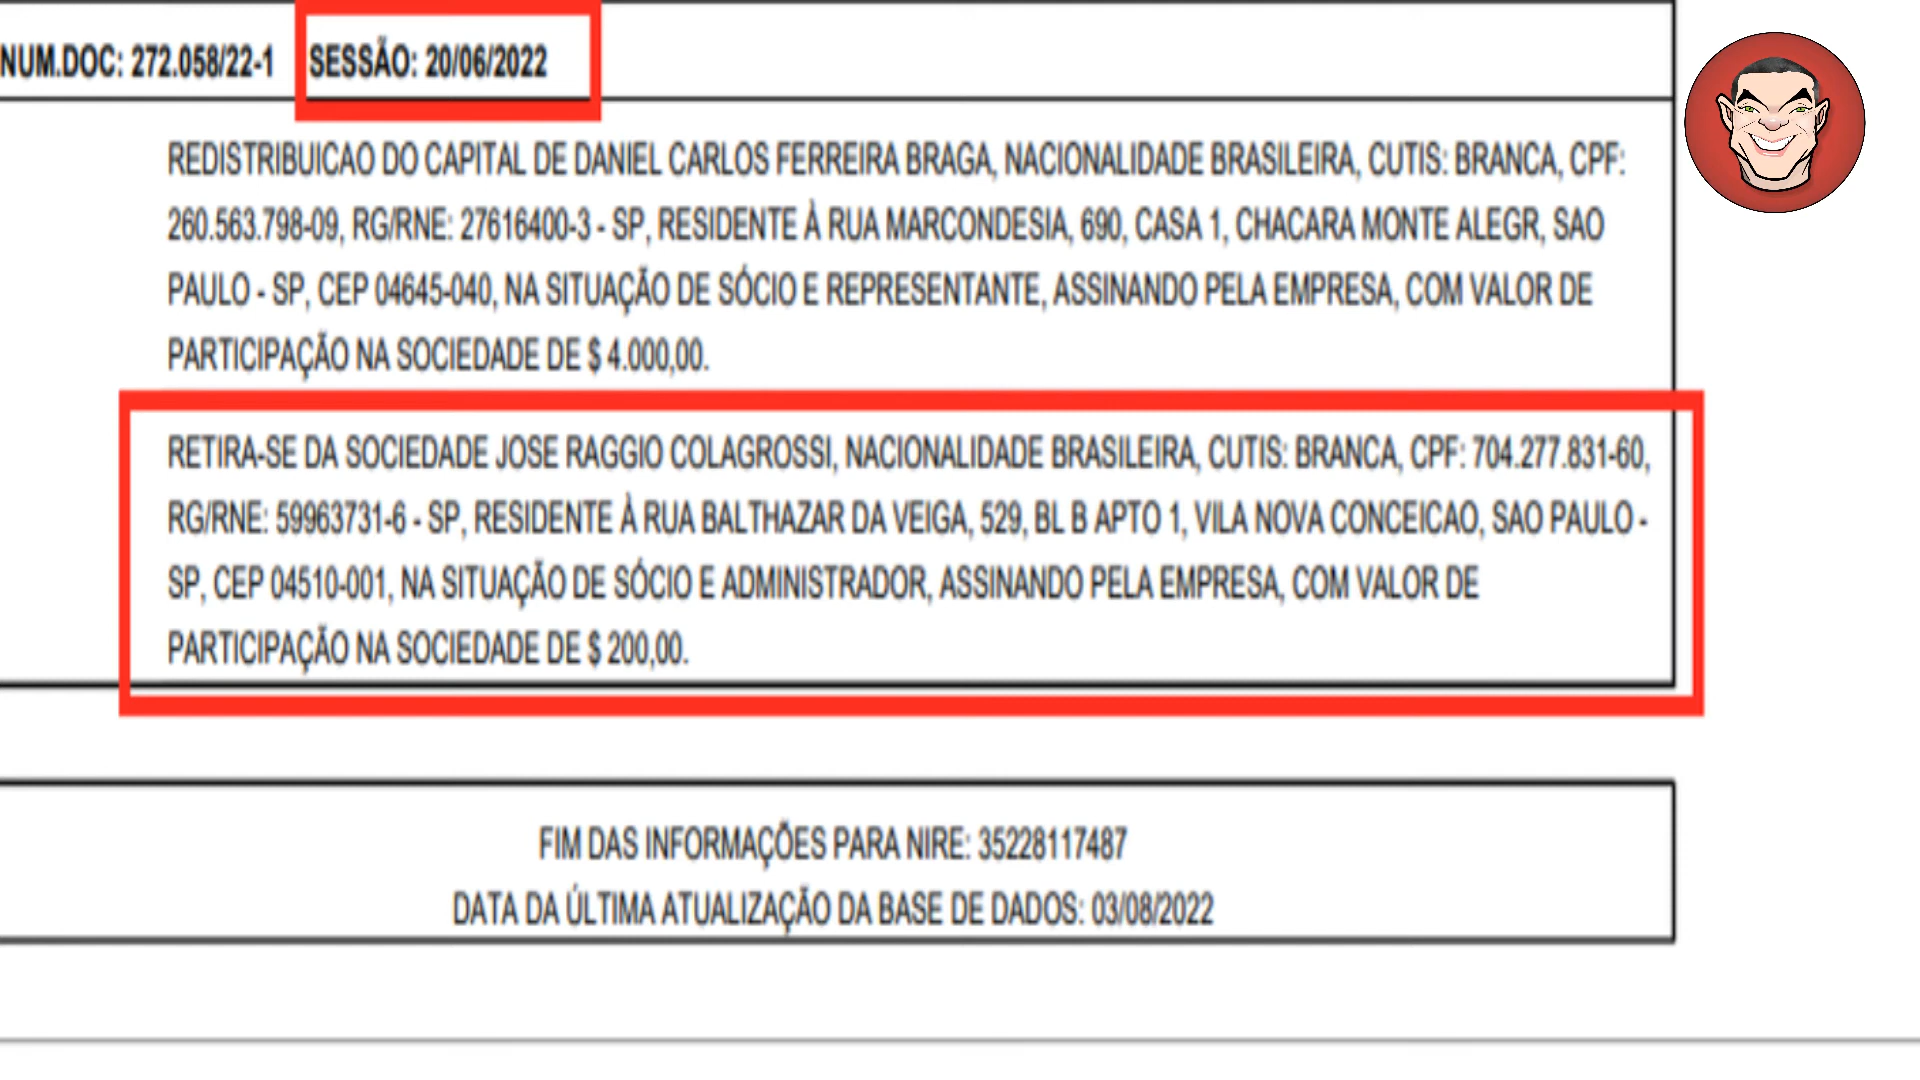 NUM.DOC: 272.058/22-1 SESSÃO: 20/06/2022
REDISTRIBUICAO DO CAPITAL DE DANIEL CARLOS FERREIRA BRAGA, NACIONALIDADE BRASILEIRA, CUTIS: BRANCA, CPF:
260.563.798-09, RG/RNE: 27616400-3 - SP, RESIDENTE À RUA MARCONDESIA, 690, CASA 1, CHACARA MONTE ALEGR, SAO
PAULO - SP, CEP 04645-040, NA SITUAÇÃO DE SÓCIO E REPRESENTANTE, ASSINANDO PELA EMPRESA, COM VALOR DE
PARTICIPAÇÃO NA SOCIEDADE DE $ 4.000,00.
RETIRA-SE DA SOCIEDADE JOSE RAGGIO COLAGROSSI, NACIONALIDADE BRASILEIRA, CUTIS: BRANCA, CPF: 704.277.831-60,
RG/RNE: 59963731-6 - SP, RESIDENTE À RUA BALTHAZAR DA VEIGA, 529, BL B APTO 1, VILA NOVA CONCEICAO, SAO PAULO -
SP, CEP 04510-001, NA SITUAÇÃO DE SÓCIO E ADMINISTRADOR, ASSINANDO PELA EMPRESA, COM VALOR DE
PARTICIPAÇÃO NA SOCIEDADE DE $ 200,00.
FIM DAS INFORMAÇÕES PARA NIRE: 35228117487
DATA DA ÚLTIMA ATUALIZAÇÃO DA BASE DE DADOS: 03/08/2022